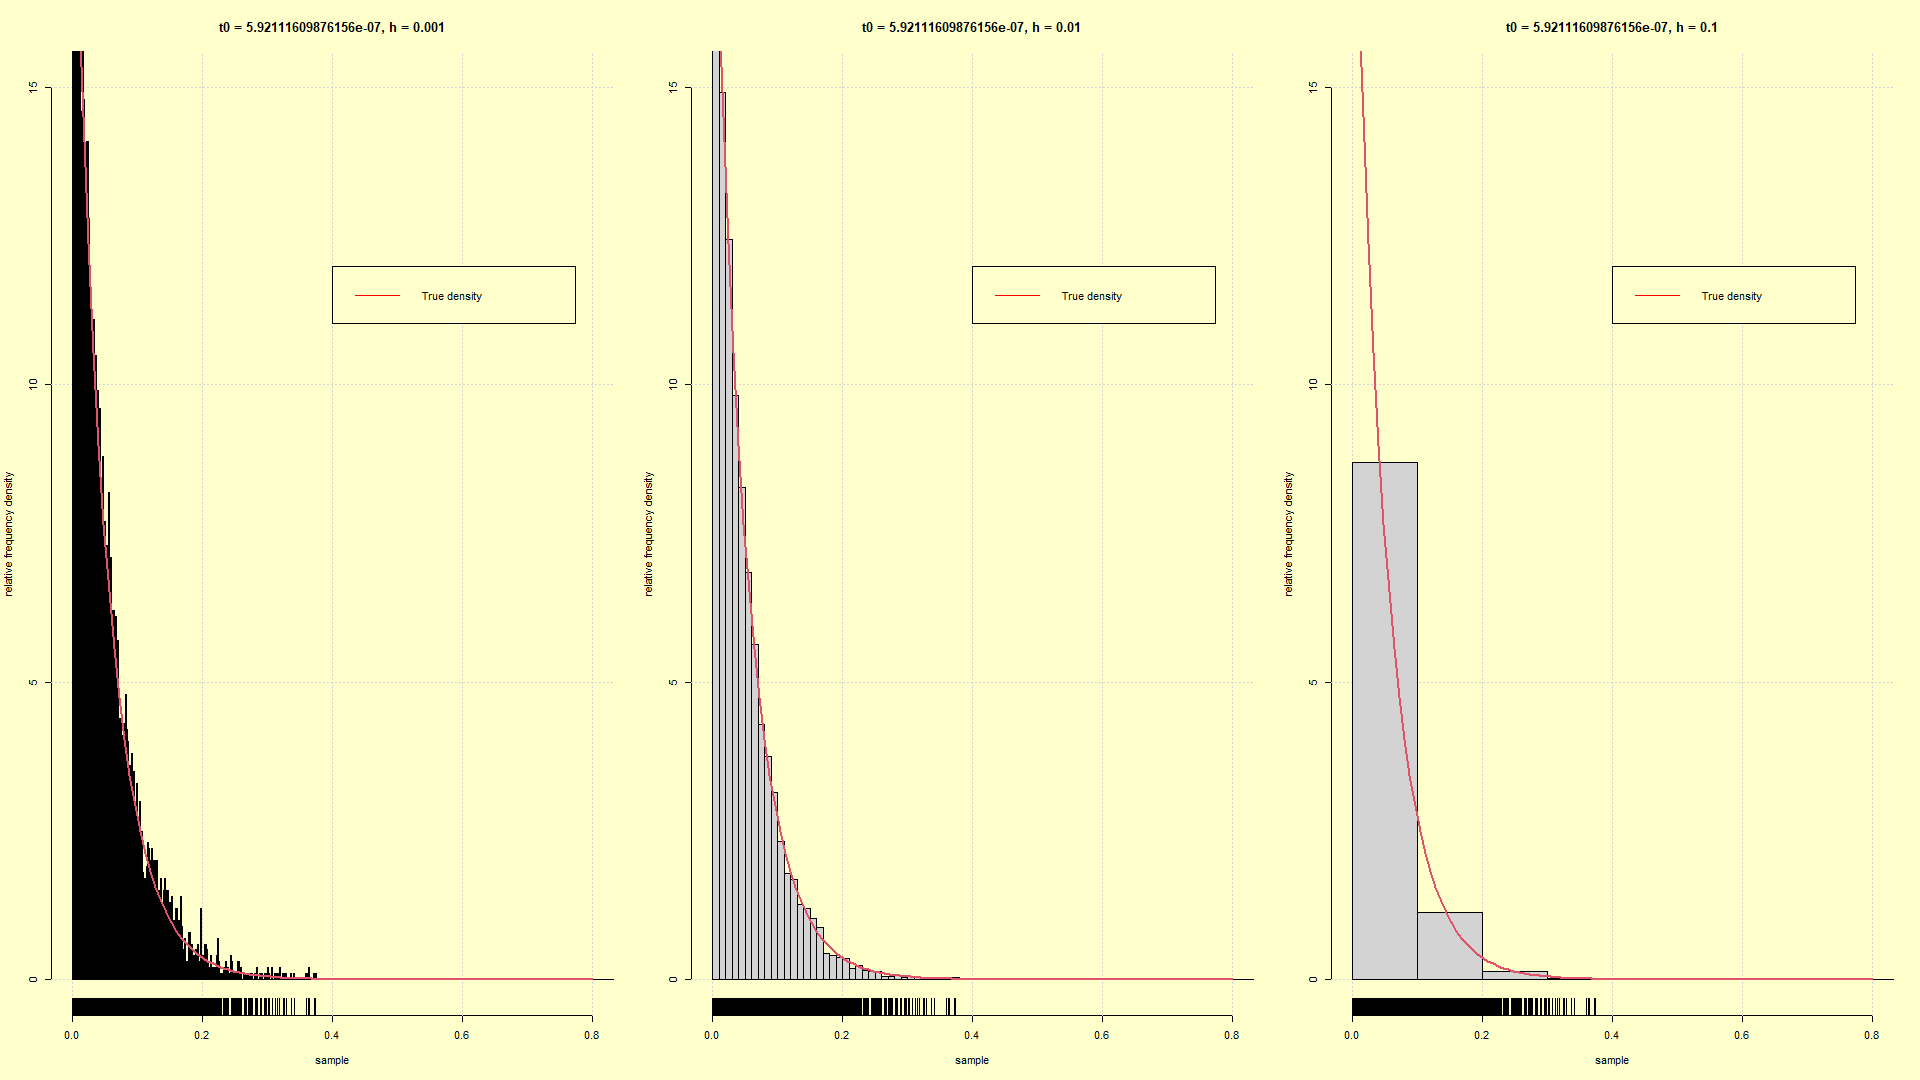 t0 = 5.92111609876156e-07, h = 0.001
15
10
5
0
relative frequency density
True density
0.0 0.2 0.4 0.6 0.8
sample
t0 = 5.92111609876156e-07, h = 0.01
15
10
5
0
relative frequency density
True density
0.0 0.2 0.4 0.6 0.8
sample
t0 = 5.92111609876156e-07, h = 0.1
15
10
5
0
relative frequency density
True density
0.0 0.2 0.4 0.6 0.8
sample